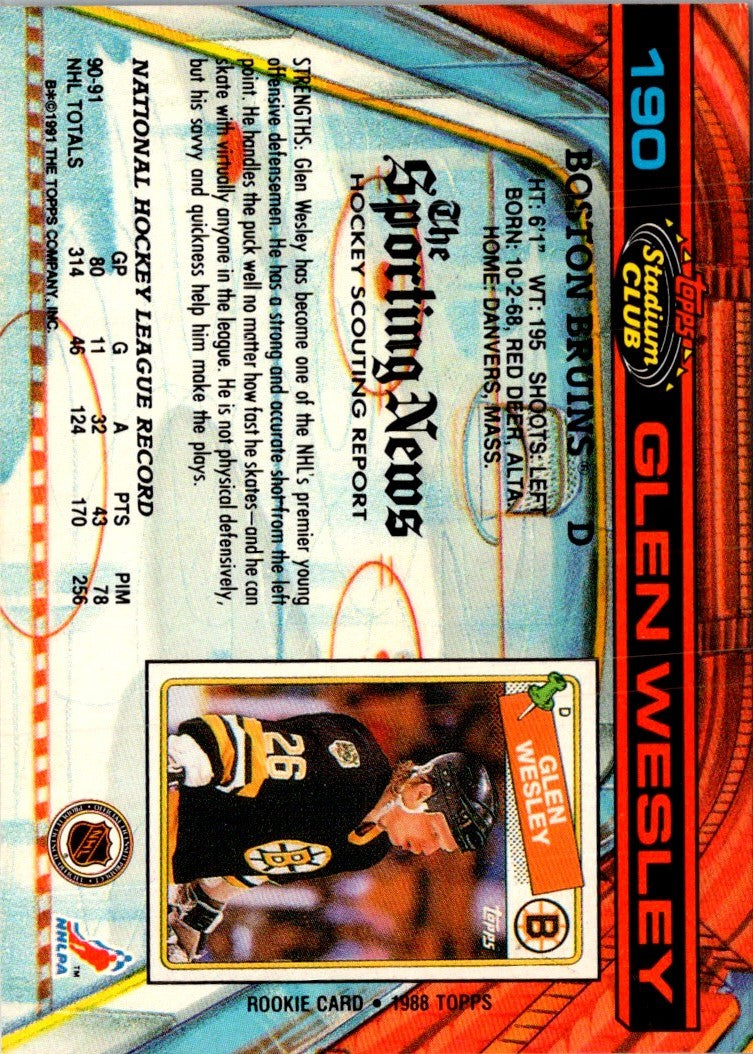 190
Topps
Stadium
CLUB
GLEN WESLEY
BOSTON BRUINS® D
HT: 6'1" WT: 195 SHOOTS: LEFT
BORN: 10-2-68, RED DEER, ALTA.
HOME: DANVERS, MASS.
The
Sporting News
HOCKEY SCOUTING REPORT
STRENGTHS: Glen Wesley has become one of the NHL's premier young
offensive defensemen. He has a strong and accurate shot from the left
point. He handles the puck well no matter how fast he skates—and he can
skate with virtually anyone in the league. He is not physical defensively,
but his savvy and quickness help him make the plays.
NATIONAL HOCKEY LEAGUE RECORD
GP G A PTS PIM
90-91 80 11 32 43 78
NHL TOTALS 314 46 124 170 256
B*©1991 THE TOPPS COMPANY, INC.
D
GLEN
WESLEY
B
topps
26
B
ROOKIE CARD • 1988 TOPPS
NHL
NHLPA™